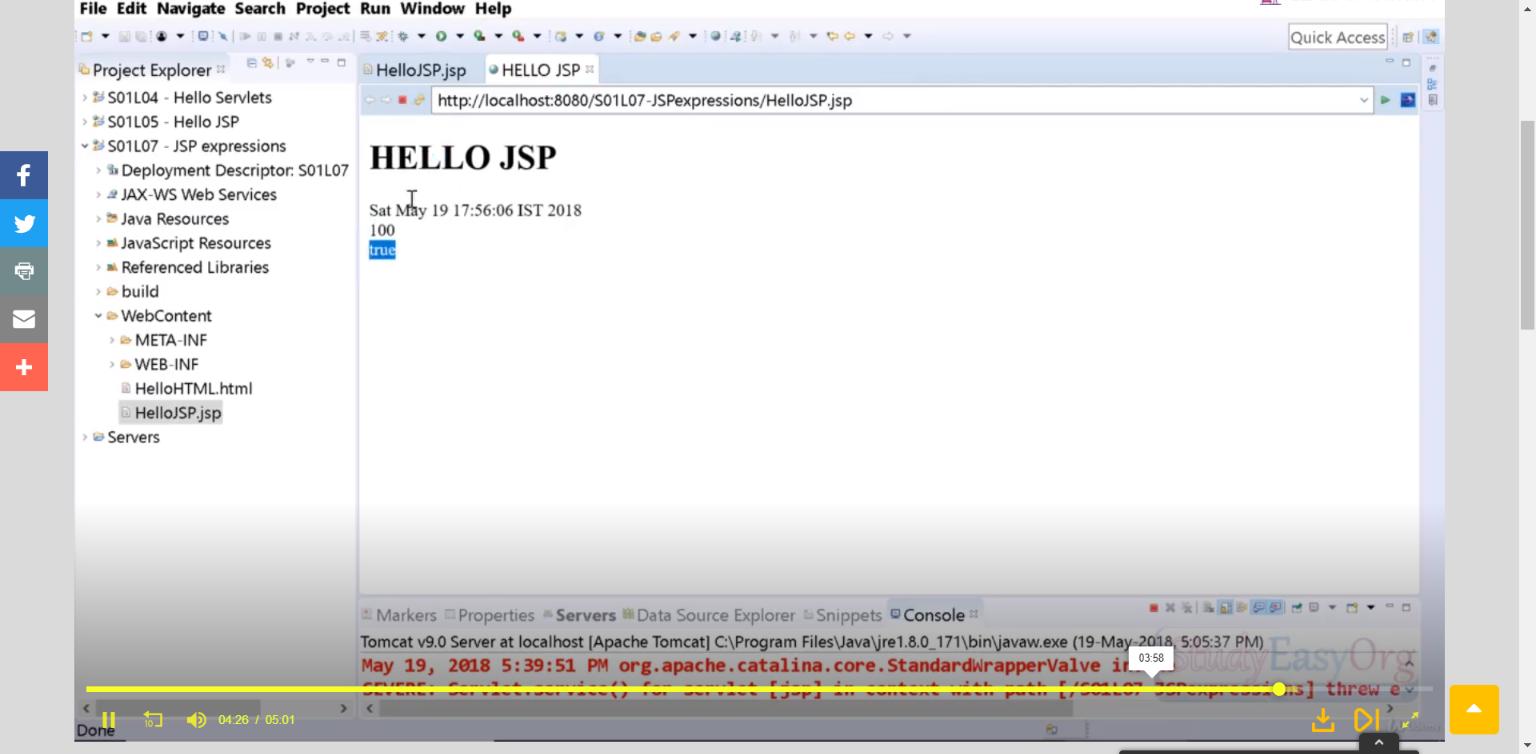 File Edit Navigate Search Project Run Window Help
Quick Access
Project Explorer
S01L04 - Hello Servlets
S01L05 - Hello JSP
S01L07 - JSP expressions
Deployment Descriptor: S01L07
JAX-WS Web Services
Java Resources
JavaScript Resources
Referenced Libraries
build
WebContent
META-INF
WEB-INF
HelloHTML.html
HelloJSP.jsp
Servers
HelloJSP.jsp
HELLO JSP
http://localhost:8080/S01L07-JSPexpressions/HelloJSP.jsp
HELLO JSP
Sat May 19 17:56:06 IST 2018
100
true
Markers Properties Servers Data Source Explorer Snippets Console
Tomcat v9.0 Server at localhost [Apache Tomcat] C:\Program Files\Java\jre1.8.0_171\bin\javaw.exe (19-May-2018, 5:05:37 PM)
May 19, 2018 5:39:51 PM org.apache.catalina.core.StandardWrapperValve in
StudyEasyOrg
03:58
SEVERE: Servlet.service() for servlet [jsp] in context with path [/S01L07-JSPexpressions] threw e
10
04:26 / 05:01
Done